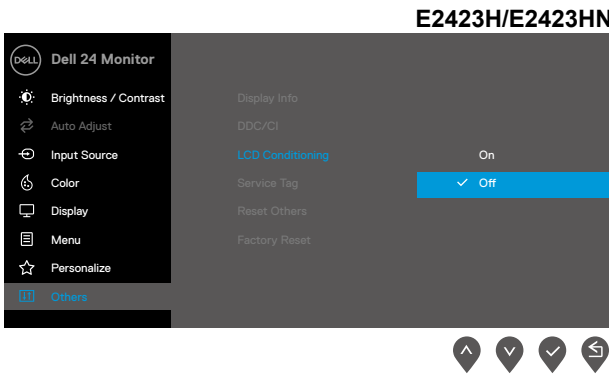 E2423H/E2423HN
DELL
Dell 24 Monitor
Brightness / Contrast
Auto Adjust
Input Source
Color
Display
Menu
Personalize
Others
Display Info
DDC/CI
LCD Conditioning
Service Tag
Reset Others
Factory Reset
On
Off